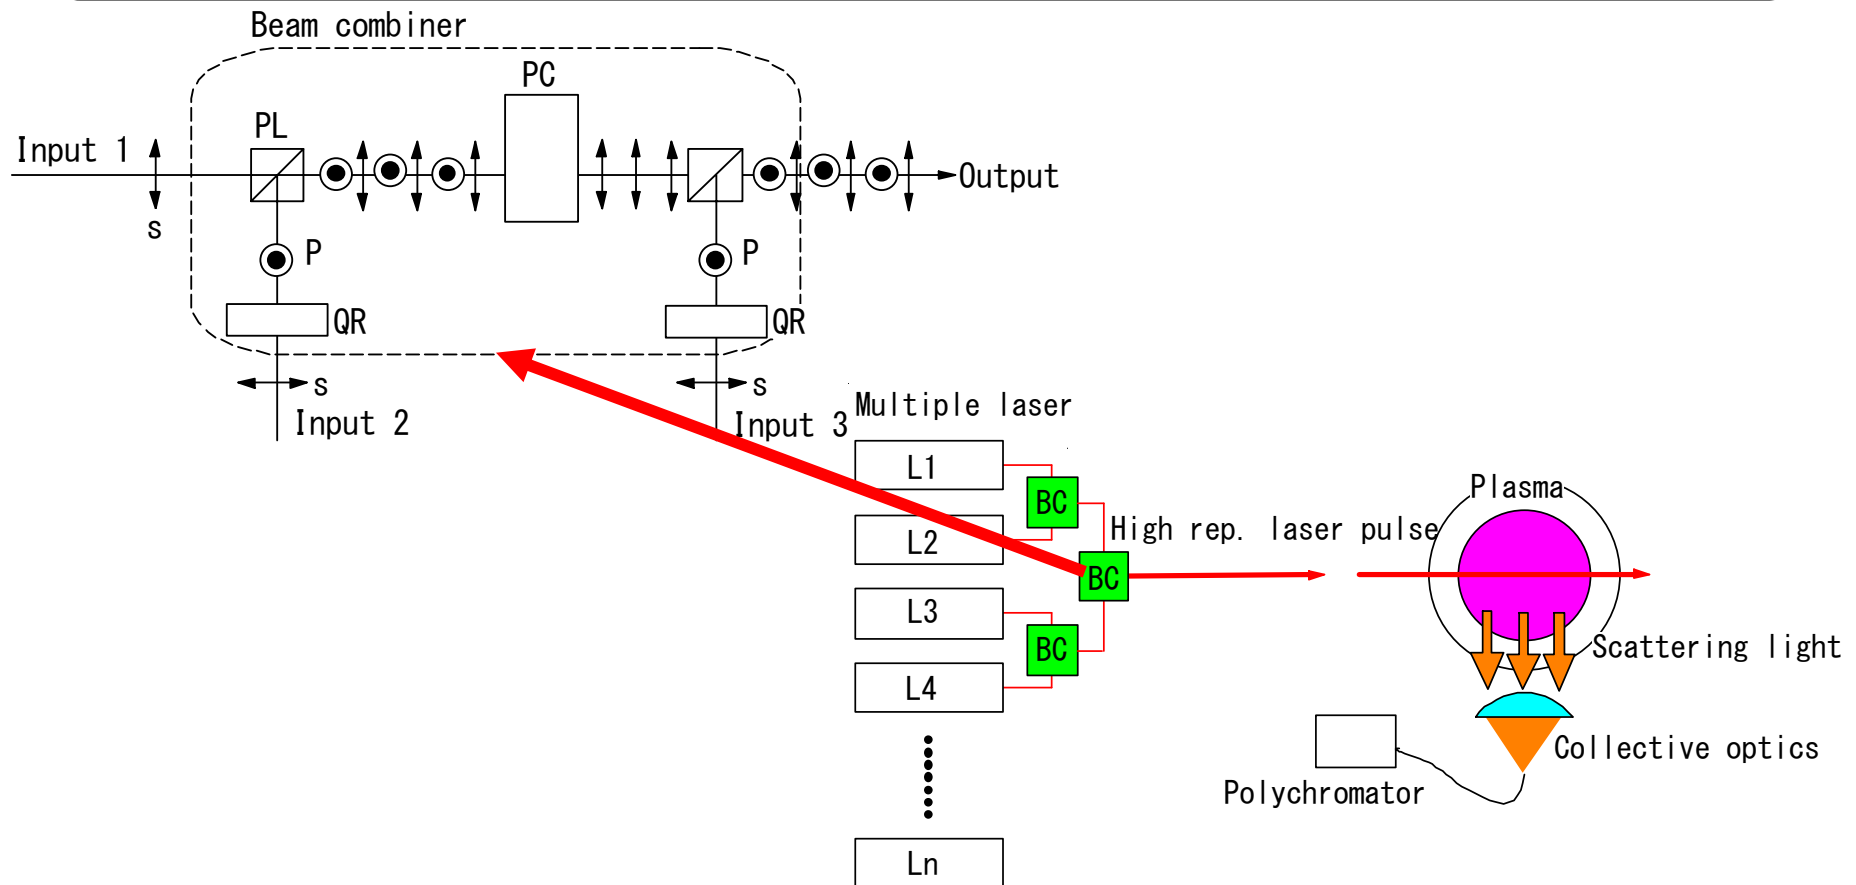 Beam combiner
PC
PL
Input 1
Output
s
P
P
QR
QR
s
s
Input 2
Input 3
Multiple laser
L1
BC
Plasma
High rep. laser pulse
L2
BC
L3
BC
Scattering light
L4
Collective optics
Polychromator
Ln